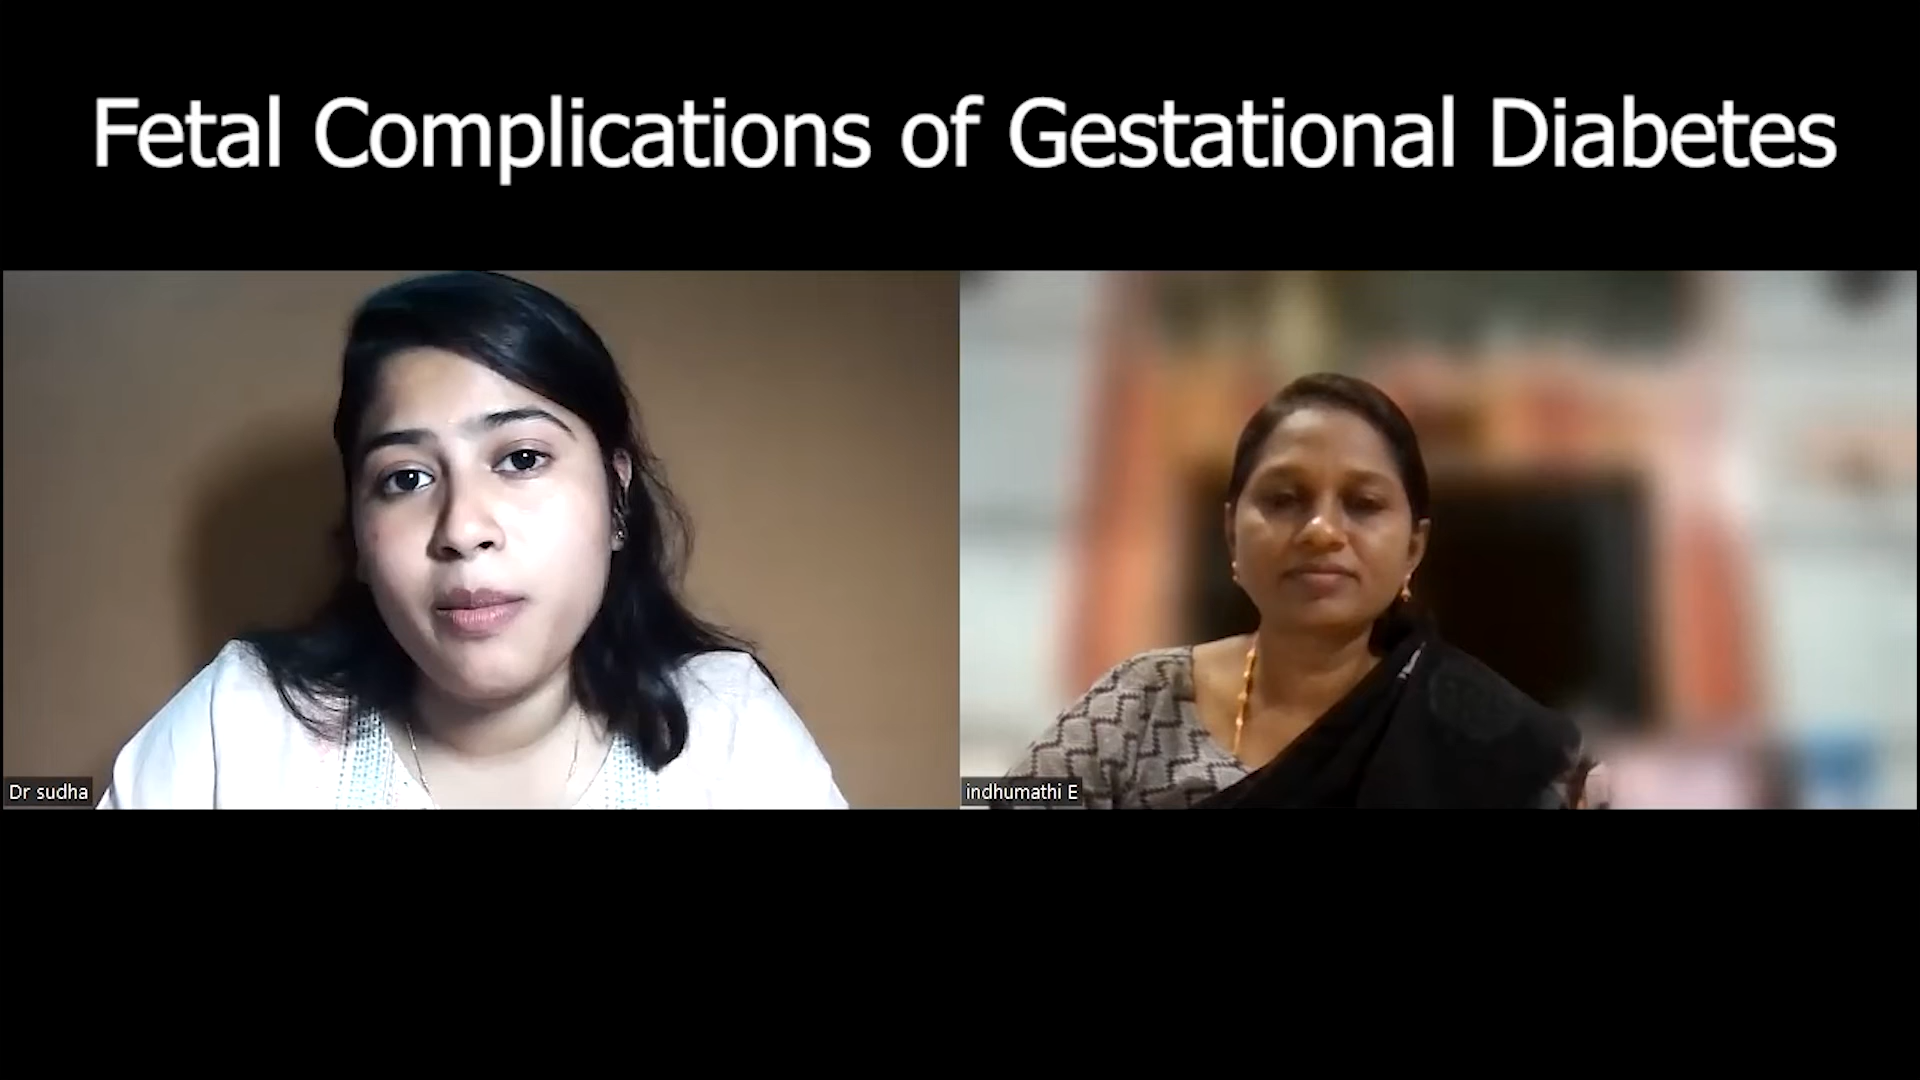 Fetal Complications of Gestational Diabetes
Dr sudha
indhumathi E